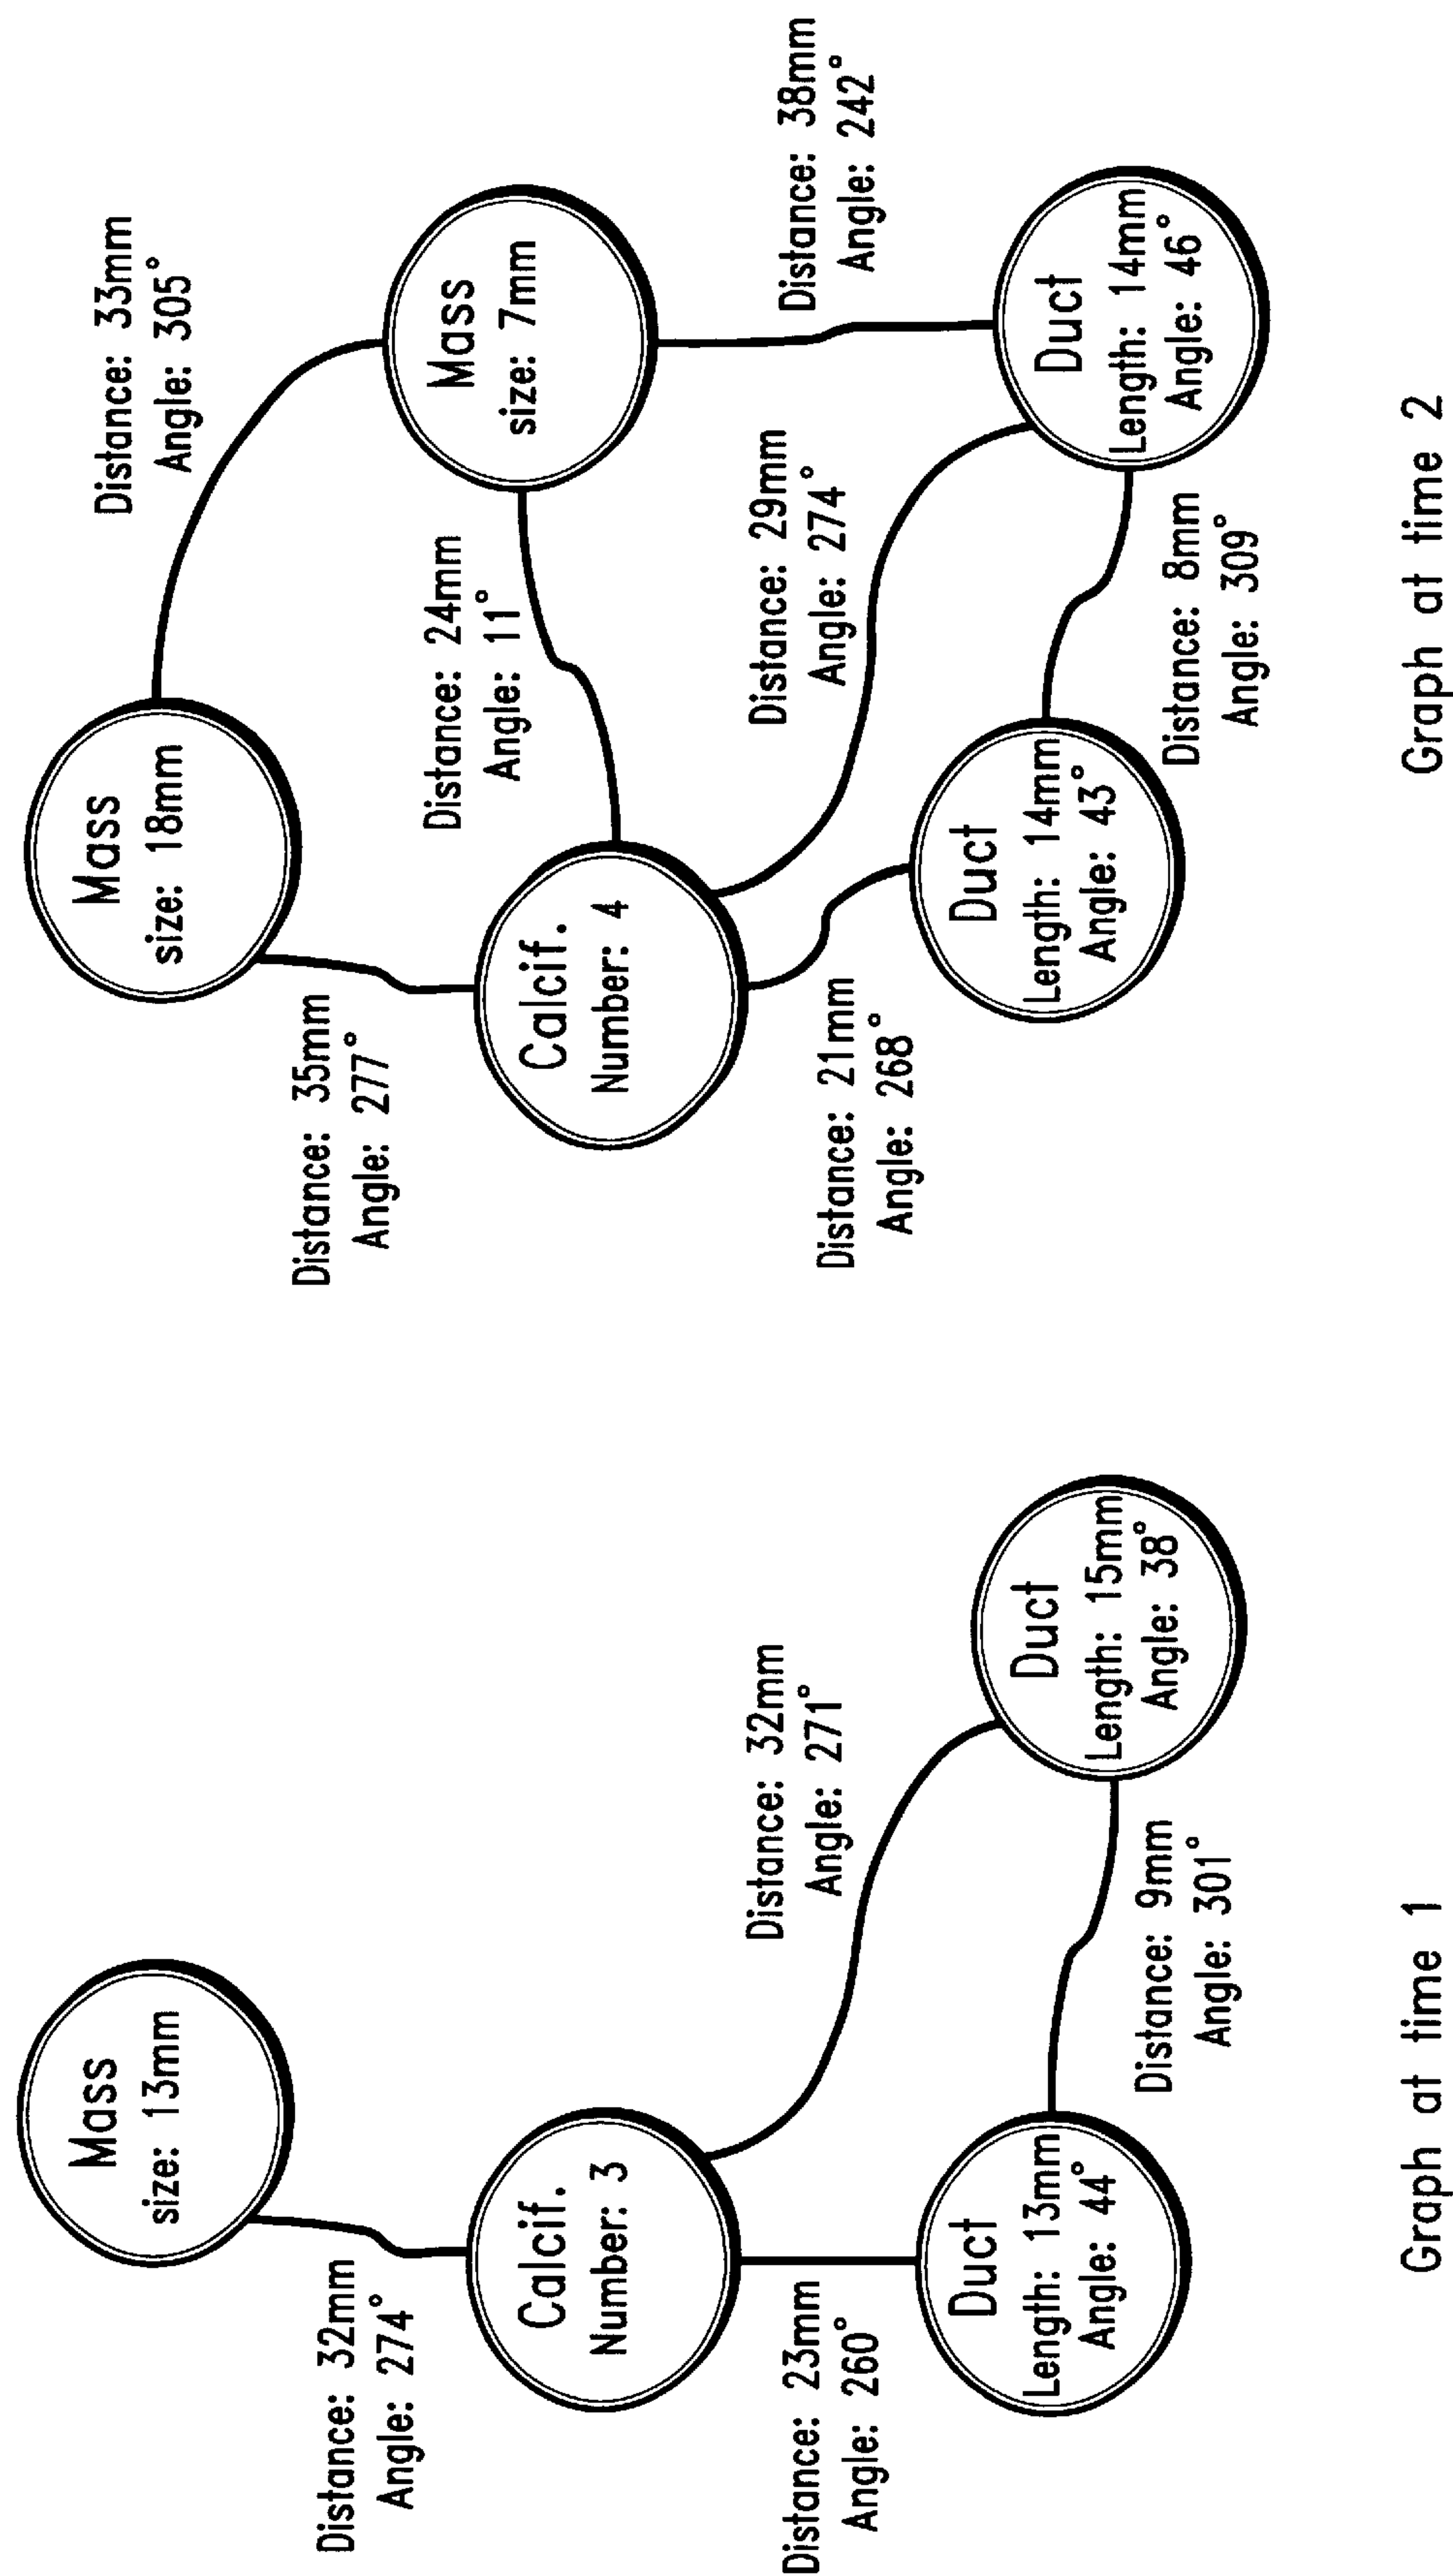 Mass
size: 13mm
Distance: 32mm
Angle: 274°
Calcif.
Number: 3
Distance: 32mm
Angle: 271°
Distance: 23mm
Angle: 260°
Duct
Length: 13mm
Angle: 44°
Duct
Length: 15mm
Angle: 38°
Distance: 9mm
Angle: 301°
Graph at time 1
Mass
size: 18mm
Distance: 33mm
Angle: 305°
Distance: 35mm
Angle: 277°
Mass
size: 7mm
Distance: 24mm
Angle: 11°
Calcif.
Number: 4
Distance: 29mm
Angle: 274°
Distance: 38mm
Angle: 242°
Distance: 21mm
Angle: 268°
Duct
Length: 14mm
Angle: 43°
Duct
Length: 14mm
Angle: 46°
Distance: 8mm
Angle: 309°
Graph at time 2